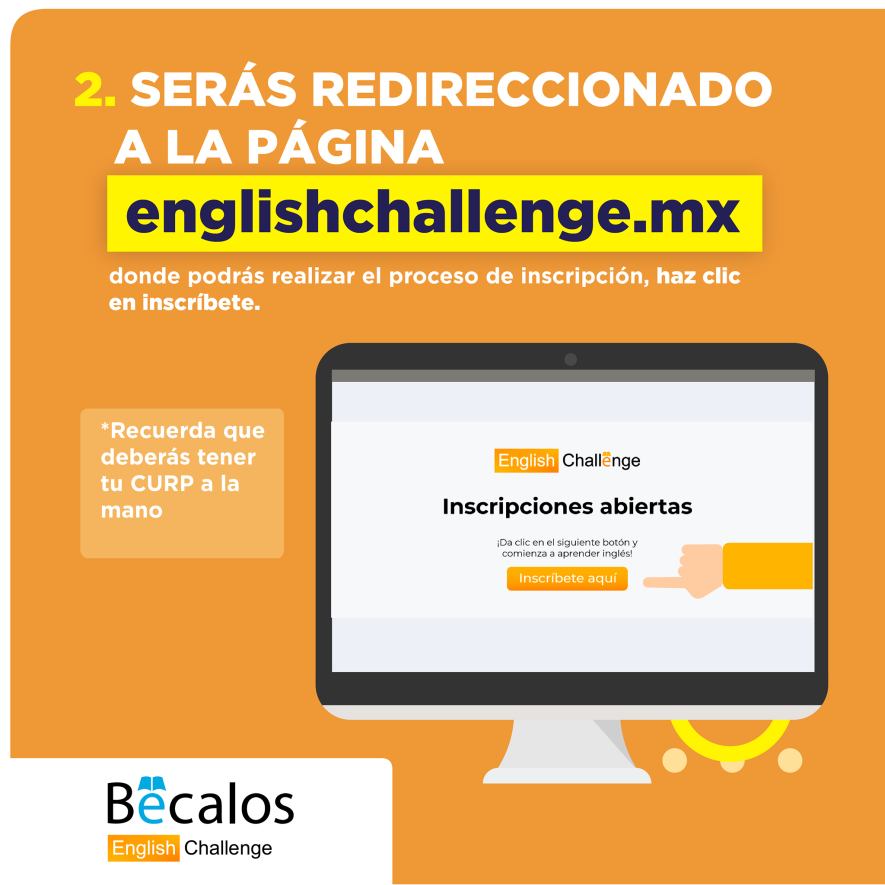 2. SERÁS REDIRECCIONADO
A LA PÁGINA
englishchallenge.mx
donde podrás realizar el proceso de inscripción, haz clic
en inscríbete.
*Recuerda que
deberás tener
tu CURP a la
mano
English Challenge
Inscripciones abiertas
¡Da clic en el siguiente botón y
comienza a aprender inglés!
Inscríbete aquí
Bécalos
English Challenge